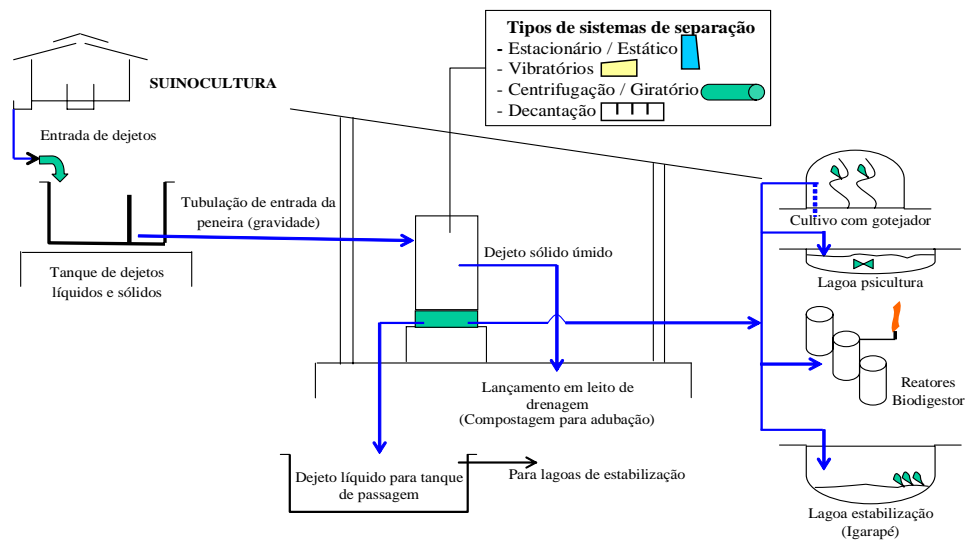 Tipos de sistemas de separação
- Estacionário / Estático
- Vibratórios
- Centrifugação / Giratório
- Decantação
SUINOCULTURA
Entrada de dejetos
Tubulação de entrada da
peneira (gravidade)
Tanque de dejetos
líquidos e sólidos
Dejeto sólido úmido
Lançamento em leito de
drenagem
(Compostagem para adubação)
Dejeto líquido para tanque
de passagem
Para lagoas de estabilização
Cultivo com gotejador
Lagoa psicultura
Reatores
Biodigestor
Lagoa estabilização
(Igarapé)